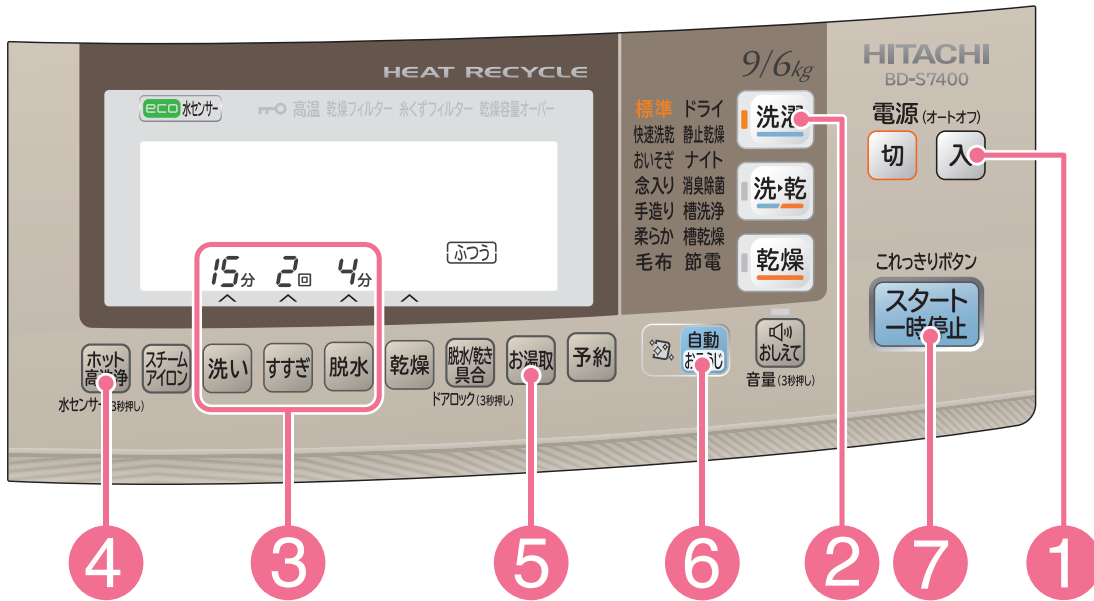 HEAT RECYCLE
eco 水センサー
高温 乾燥フィルター 糸くずフィルター 乾燥容量オーバー
ふつう
15分 2回 4分
9/6kg
標準 ドライ
快速洗乾 静止乾燥
おいそぎ ナイト
念入り 消臭除菌
手造り 槽洗浄
柔らか 槽乾燥
毛布 節電
洗濯
洗・乾
乾燥
HITACHI
BD-S7400
電源 (オートオフ)
切 入
これっきりボタン
スタート
一時停止
ホット
高洗浄
水センサー(3秒押し)
スチーム
アイロン
洗い
すすぎ
脱水
乾燥
脱水/乾き
具合
ドアロック(3秒押し)
お湯取
予約
自動
おそうじ
おしえて
音量(3秒押し)
4 3 5 6 2 7 1